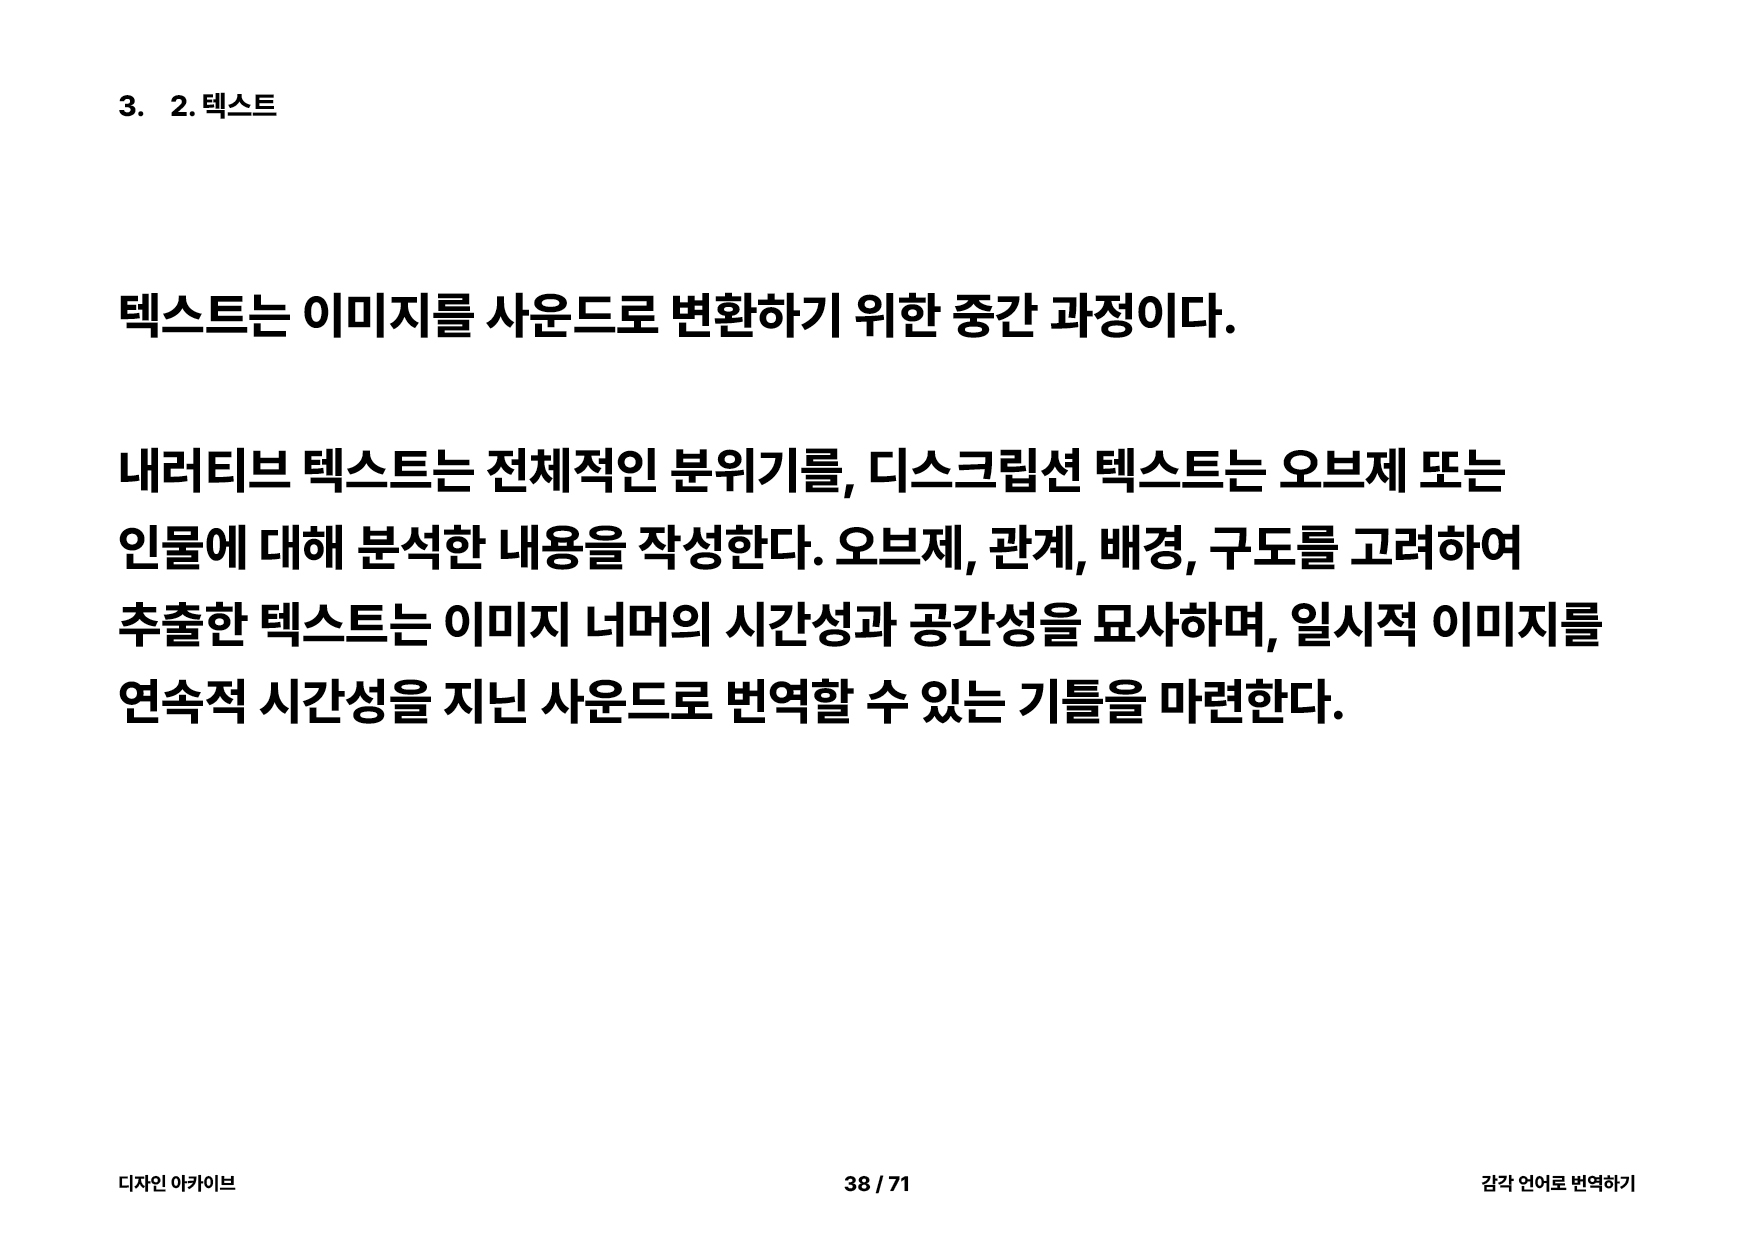 3. 2. 텍스트
텍스트는 이미지를 사운드로 변환하기 위한 중간 과정이다.
내러티브 텍스트는 전체적인 분위기를, 디스크립션 텍스트는 오브제 또는
인물에 대해 분석한 내용을 작성한다. 오브제, 관계, 배경, 구도를 고려하여
추출한 텍스트는 이미지 너머의 시간성과 공간성을 묘사하며, 일시적 이미지를
연속적 시간성을 지닌 사운드로 번역할 수 있는 기틀을 마련한다.
디자인 아카이브
38 / 71
감각 언어로 번역하기